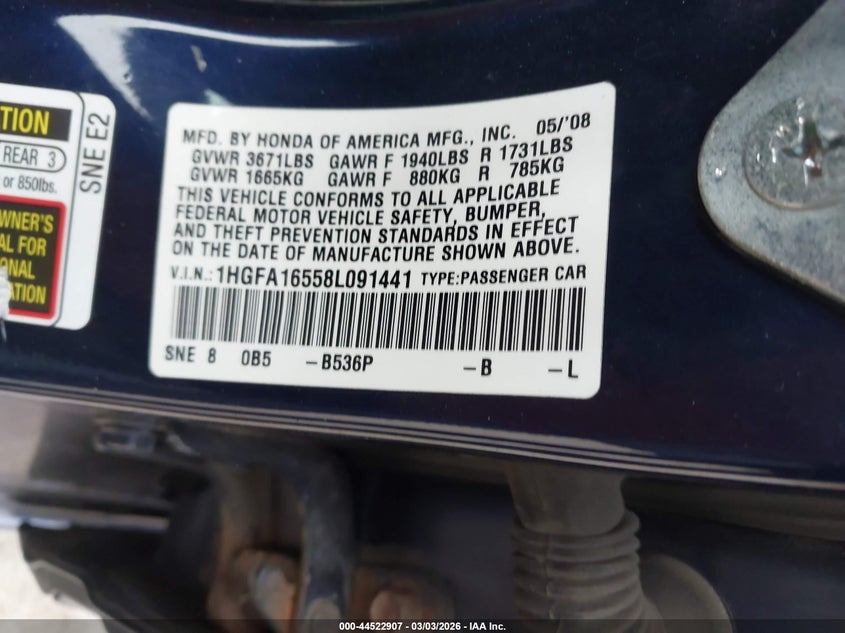 TION
REAR 3
or 850lbs.
SNE E2
WNER'S
AL FOR
ONAL
ATION
MFD. BY HONDA OF AMERICA MFG., INC. 05/'08
GVWR 3671LBS GAWR F 1940LBS R 1731LBS
GVWR 1665KG GAWR F 880KG R 785KG
THIS VEHICLE CONFORMS TO ALL APPLICABLE
FEDERAL MOTOR VEHICLE SAFETY, BUMPER,
AND THEFT PREVENTION STANDARDS IN EFFECT
ON THE DATE OF MANUFACTURE SHOWN ABOVE.
V.I.N.: 1HGFA16558L091441 TYPE:PASSENGER CAR
SNE 8 0B5 -B536P -B -L
000-44522907 - 03/03/2026 - IAA Inc.